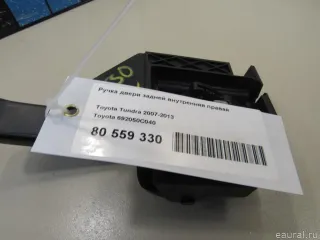 Ручка двери задней внутренняя правая
Toyota Tundra 2007-2013
Toyota 692050C040
80 559 330
eaural.ru